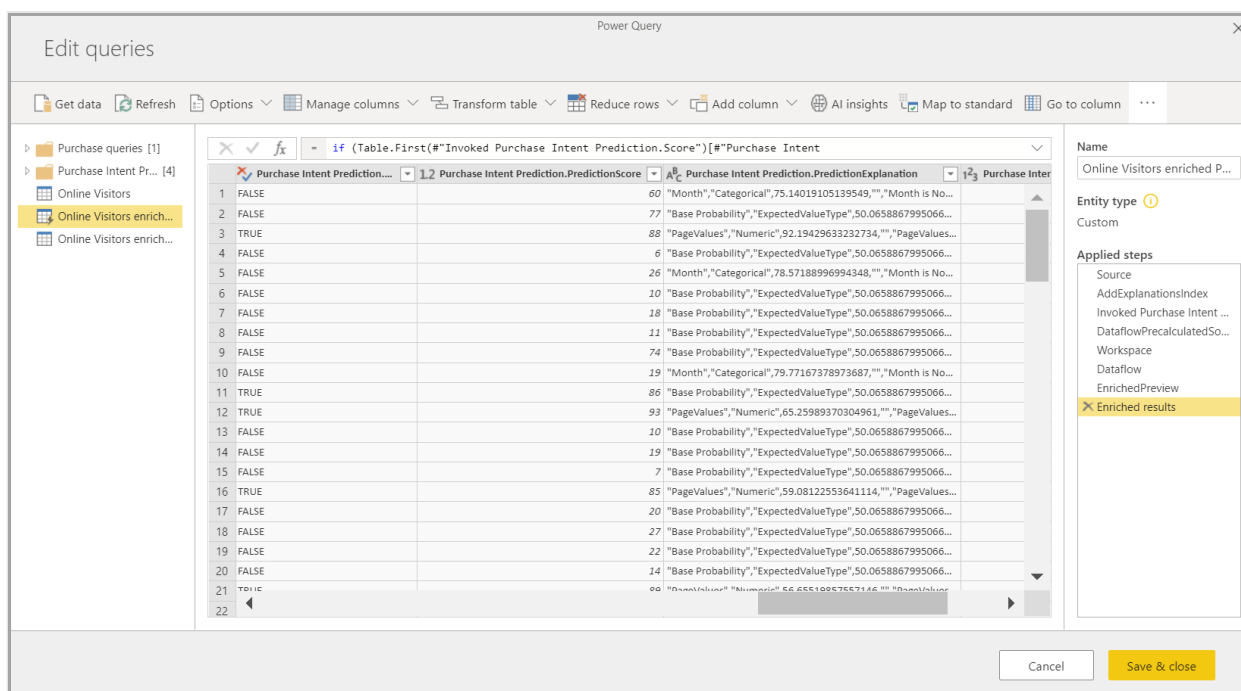 Power Query
Edit queries
Get data Refresh Options Manage columns Transform table Reduce rows Add column AI insights Map to standard Go to column ...
Purchase queries [1]
Purchase Intent Pr... [4]
Online Visitors
Online Visitors enrich...
Online Visitors enrich...
fx = if (Table.First(#"Invoked Purchase Intent Prediction.Score")[#"Purchase Intent
Purchase Intent Prediction.... 1.2 Purchase Intent Prediction.PredictionScore ABC Purchase Intent Prediction.PredictionExplanation 123 Purchase Inter
1 FALSE 60 "Month","Categorical",75.14019105139549,"","Month is No...
2 FALSE 77 "Base Probability","ExpectedValueType",50.0658867995066...
3 TRUE 88 "PageValues","Numeric",92.19429633232734,"","PageValues...
4 FALSE 6 "Base Probability","ExpectedValueType",50.0658867995066...
5 FALSE 26 "Month","Categorical",78.57188996994348,"","Month is No...
6 FALSE 10 "Base Probability","ExpectedValueType",50.0658867995066...
7 FALSE 18 "Base Probability","ExpectedValueType",50.0658867995066...
8 FALSE 11 "Base Probability","ExpectedValueType",50.0658867995066...
9 FALSE 74 "Base Probability","ExpectedValueType",50.0658867995066...
10 FALSE 19 "Month","Categorical",79.77167378973687,"","Month is No...
11 TRUE 86 "Base Probability","ExpectedValueType",50.0658867995066...
12 TRUE 93 "PageValues","Numeric",65.25989370304961,"","PageValues...
13 FALSE 10 "Base Probability","ExpectedValueType",50.0658867995066...
14 FALSE 19 "Base Probability","ExpectedValueType",50.0658867995066...
15 FALSE 7 "Base Probability","ExpectedValueType",50.0658867995066...
16 TRUE 85 "PageValues","Numeric",59.08122553641114,"","PageValues...
17 FALSE 20 "Base Probability","ExpectedValueType",50.0658867995066...
18 FALSE 27 "Base Probability","ExpectedValueType",50.0658867995066...
19 FALSE 22 "Base Probability","ExpectedValueType",50.0658867995066...
20 FALSE 14 "Base Probability","ExpectedValueType",50.0658867995066...
21 TRUE 89 "PageValues","Numeric",56.65519857557146,"","PageValues...
22
Name
Online Visitors enriched P...
Entity type
Custom
Applied steps
Source
AddExplanationsIndex
Invoked Purchase Intent ...
DataflowPrecalculatedSo...
Workspace
Dataflow
EnrichedPreview
Enriched results
Cancel
Save & close